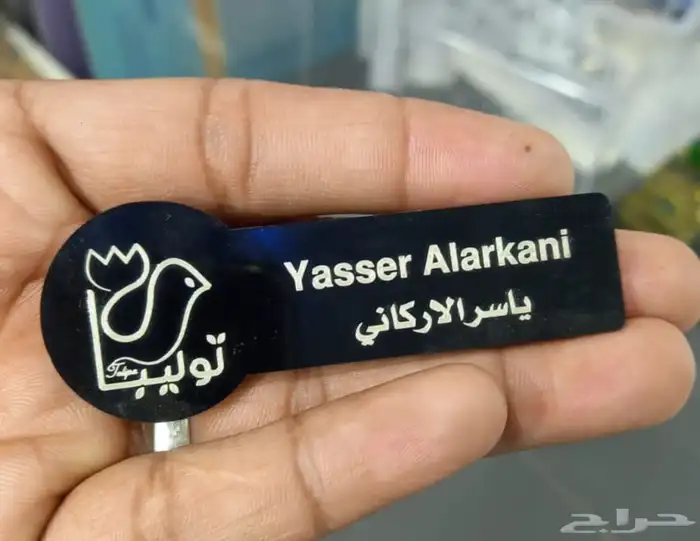 Yasser Alarkani
ياسر الاركاني
توليبا
حراج